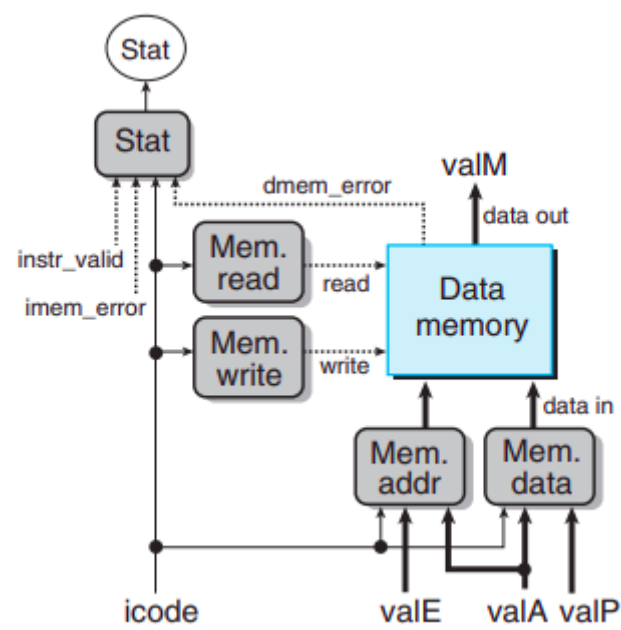 Stat
Stat
dmem_error
valM
data out
instr_valid
imem_error
Mem.
read
read
Data
memory
Mem.
write
write
data in
Mem.
addr
Mem.
data
icode
valE
valA
valP